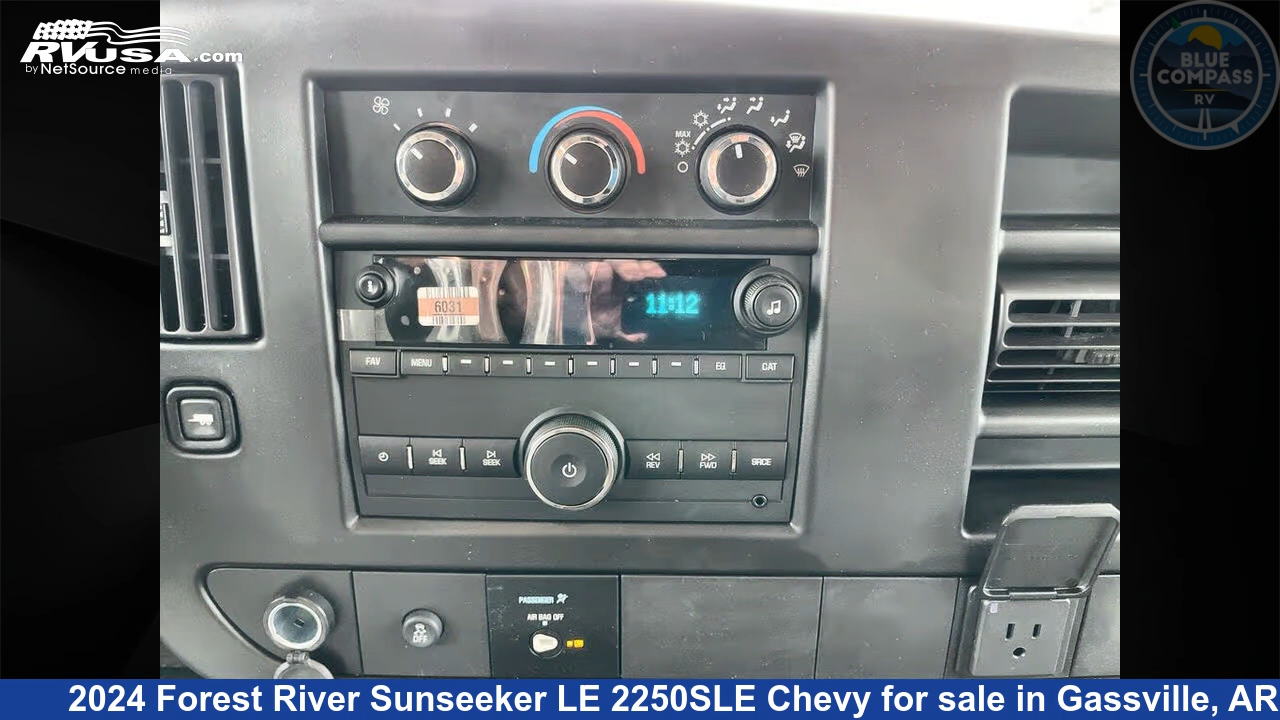 RVUSA.com
by NetSource media
BLUE
COMPASS
RV
MAX
6031
11:12
FAV
MENU
EQ
CAT
SEEK
SEEK
REV
FWD
SRCE
OFF
PASSENGER
AIR BAG OFF
2024 Forest River Sunseeker LE 2250SLE Chevy for sale in Gassville, AR